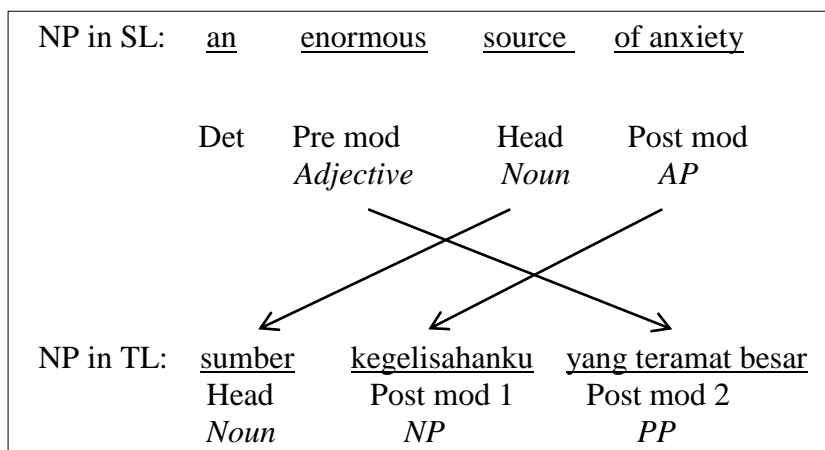 NP in SL: an enormous source of anxiety
Det Pre mod Head Post mod
Adjective Noun AP
NP in TL: sumber kegelisahanku yang teramat besar
Head Post mod 1 Post mod 2
Noun NP PP